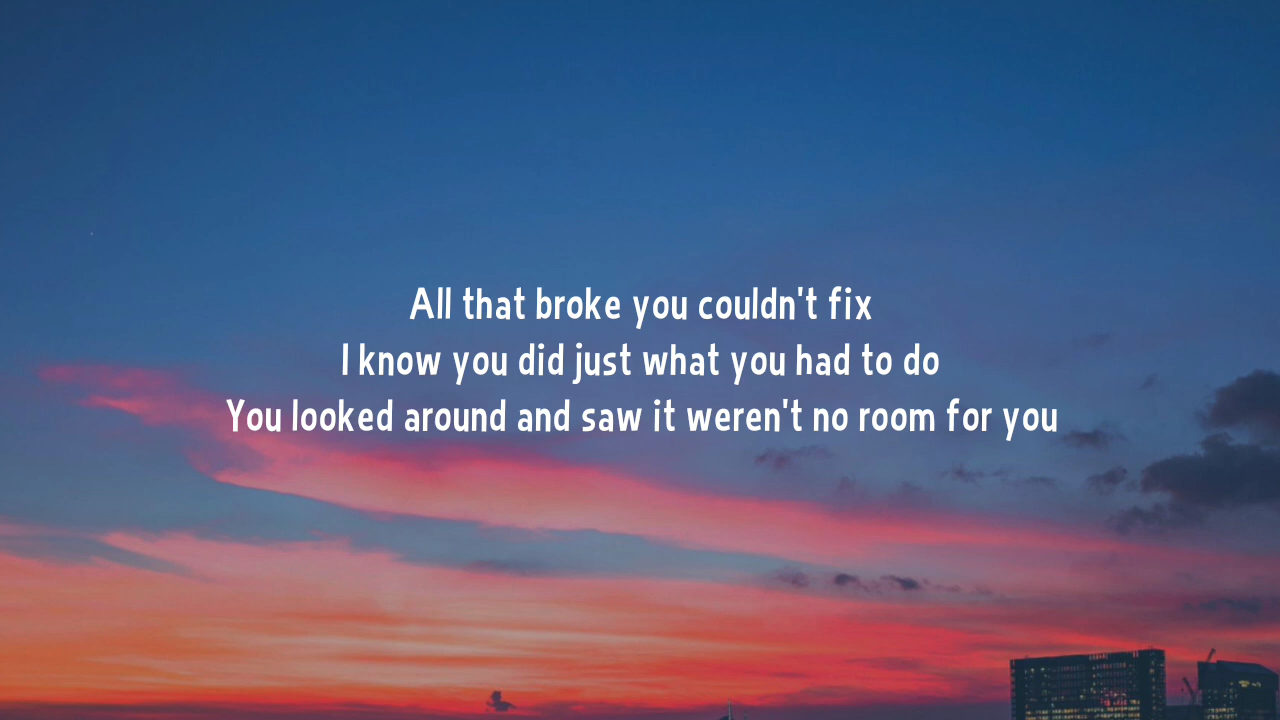 All that broke you couldn't fix
I know you did just what you had to do
You looked around and saw it weren't no room for you